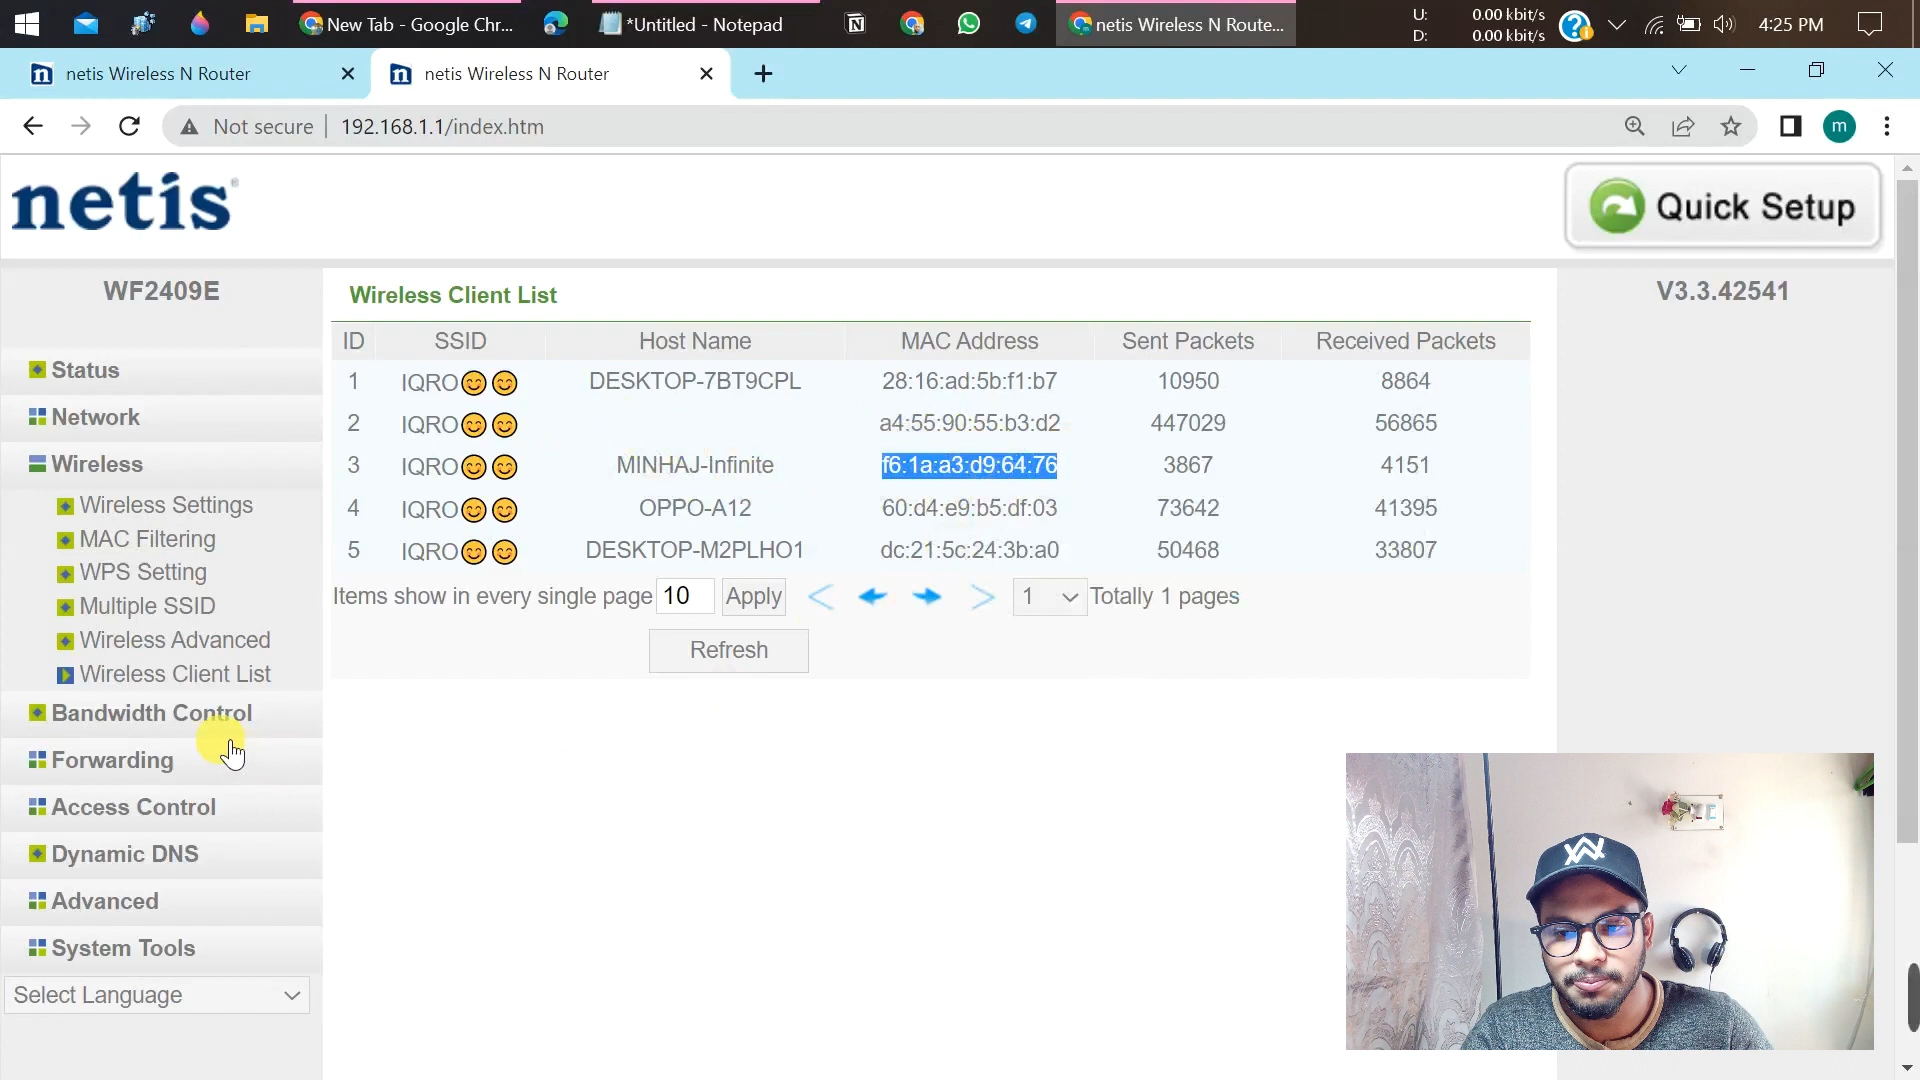 New Tab - Google Chr...
*Untitled - Notepad
netis Wireless N Route...
U: 0.00 kbit/s
D: 0.00 kbit/s
4:25 PM
netis Wireless N Router
netis Wireless N Router
Not secure
192.168.1.1/index.htm
m
netis
Quick Setup
WF2409E
V3.3.42541
Wireless Client List
ID SSID Host Name MAC Address Sent Packets Received Packets
1 IQRO😊😊 DESKTOP-7BT9CPL 28:16:ad:5b:f1:b7 10950 8864
2 IQRO😊😊 a4:55:90:55:b3:d2 447029 56865
3 IQRO😊😊 MINHAJ-Infinite f6:1a:a3:d9:64:76 3867 4151
4 IQRO😊😊 OPPO-A12 60:d4:e9:b5:df:03 73642 41395
5 IQRO😊😊 DESKTOP-M2PLHO1 dc:21:5c:24:3b:a0 50468 33807
Items show in every single page 10 Apply 1 Totally 1 pages
Refresh
Status
Network
Wireless
Wireless Settings
MAC Filtering
WPS Setting
Multiple SSID
Wireless Advanced
Wireless Client List
Bandwidth Control
Forwarding
Access Control
Dynamic DNS
Advanced
System Tools
Select Language